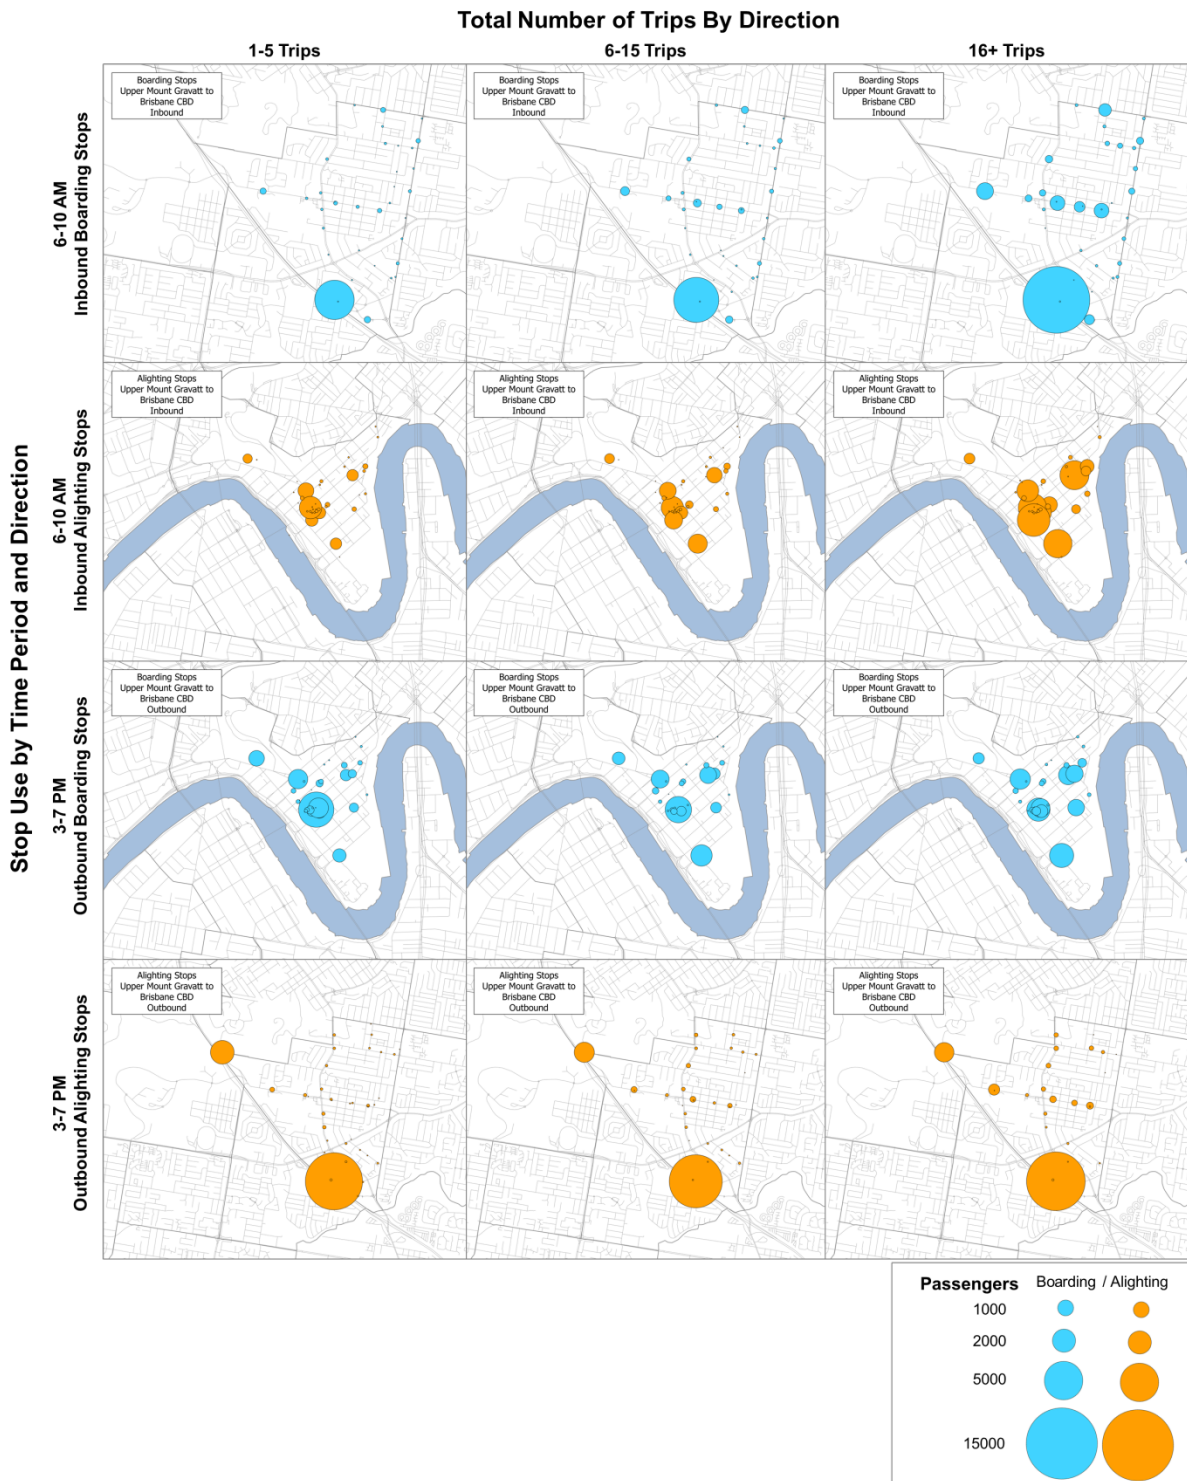 Total Number of Trips By Direction
1-5 Trips
6-15 Trips
16+ Trips
Stop Use by Time Period and Direction
6-10 AM
Inbound Boarding Stops
Boarding Stops
Upper Mount Gravatt to
Brisbane CBD
Inbound
Boarding Stops
Upper Mount Gravatt to
Brisbane CBD
Inbound
Boarding Stops
Upper Mount Gravatt to
Brisbane CBD
Inbound
6-10 AM
Inbound Alighting Stops
Alighting Stops
Upper Mount Gravatt to
Brisbane CBD
Inbound
Alighting Stops
Upper Mount Gravatt to
Brisbane CBD
Inbound
Alighting Stops
Upper Mount Gravatt to
Brisbane CBD
Inbound
3-7 PM
Outbound Boarding Stops
Boarding Stops
Upper Mount Gravatt to
Brisbane CBD
Outbound
Boarding Stops
Upper Mount Gravatt to
Brisbane CBD
Outbound
Boarding Stops
Upper Mount Gravatt to
Brisbane CBD
Outbound
3-7 PM
Outbound Alighting Stops
Alighting Stops
Upper Mount Gravatt to
Brisbane CBD
Outbound
Alighting Stops
Upper Mount Gravatt to
Brisbane CBD
Outbound
Alighting Stops
Upper Mount Gravatt to
Brisbane CBD
Outbound
Passengers Boarding / Alighting
1000
2000
5000
15000